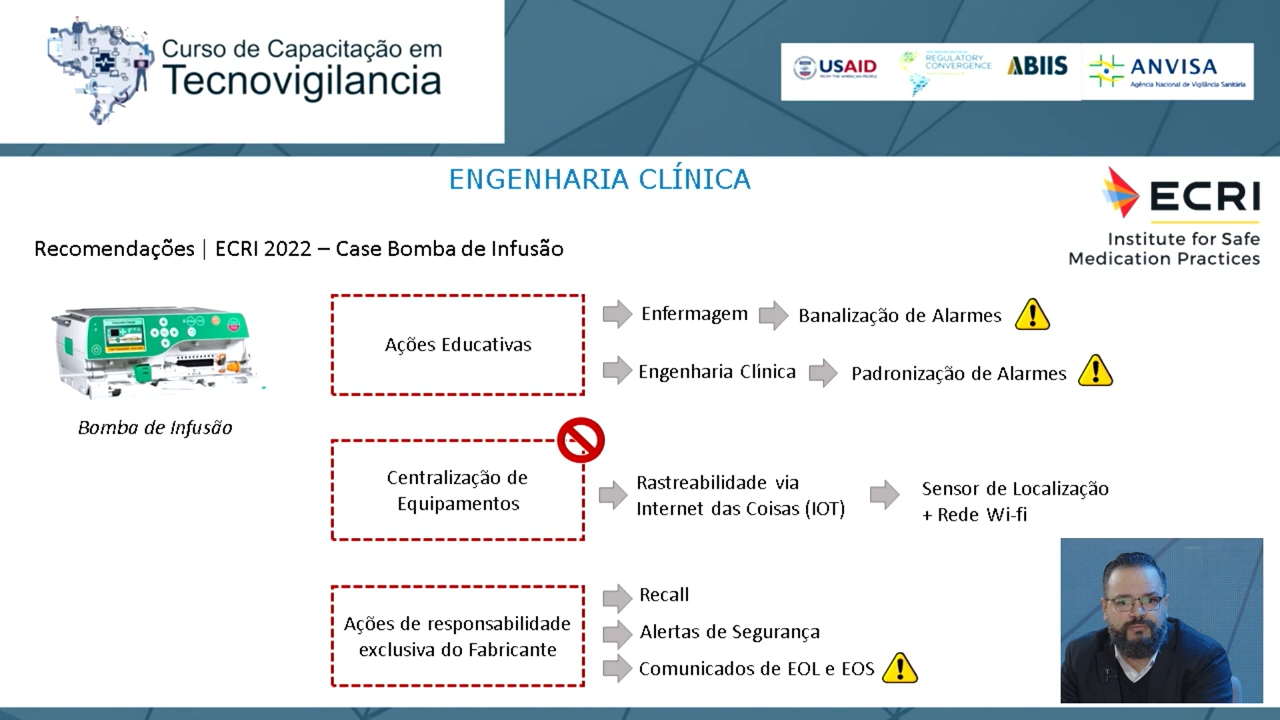 Curso de Capacitação em
Tecnovigilancia
USAID
FROM THE AMERICAN PEOPLE
REGULATORY
CONVERGENCE
ABIIS
ANVISA
Agência Nacional de Vigilância Sanitária
ENGENHARIA CLÍNICA
ECRI
Institute for Safe
Medication Practices
Recomendações | ECRI 2022 – Case Bomba de Infusão
Bomba de Infusão
Ações Educativas
Enfermagem
Banalização de Alarmes
Engenharia Clínica
Padronização de Alarmes
Centralização de
Equipamentos
Rastreabilidade via
Internet das Coisas (IOT)
Sensor de Localização
+ Rede Wi-fi
Ações de responsabilidade
exclusiva do Fabricante
Recall
Alertas de Segurança
Comunicados de EOL e EOS